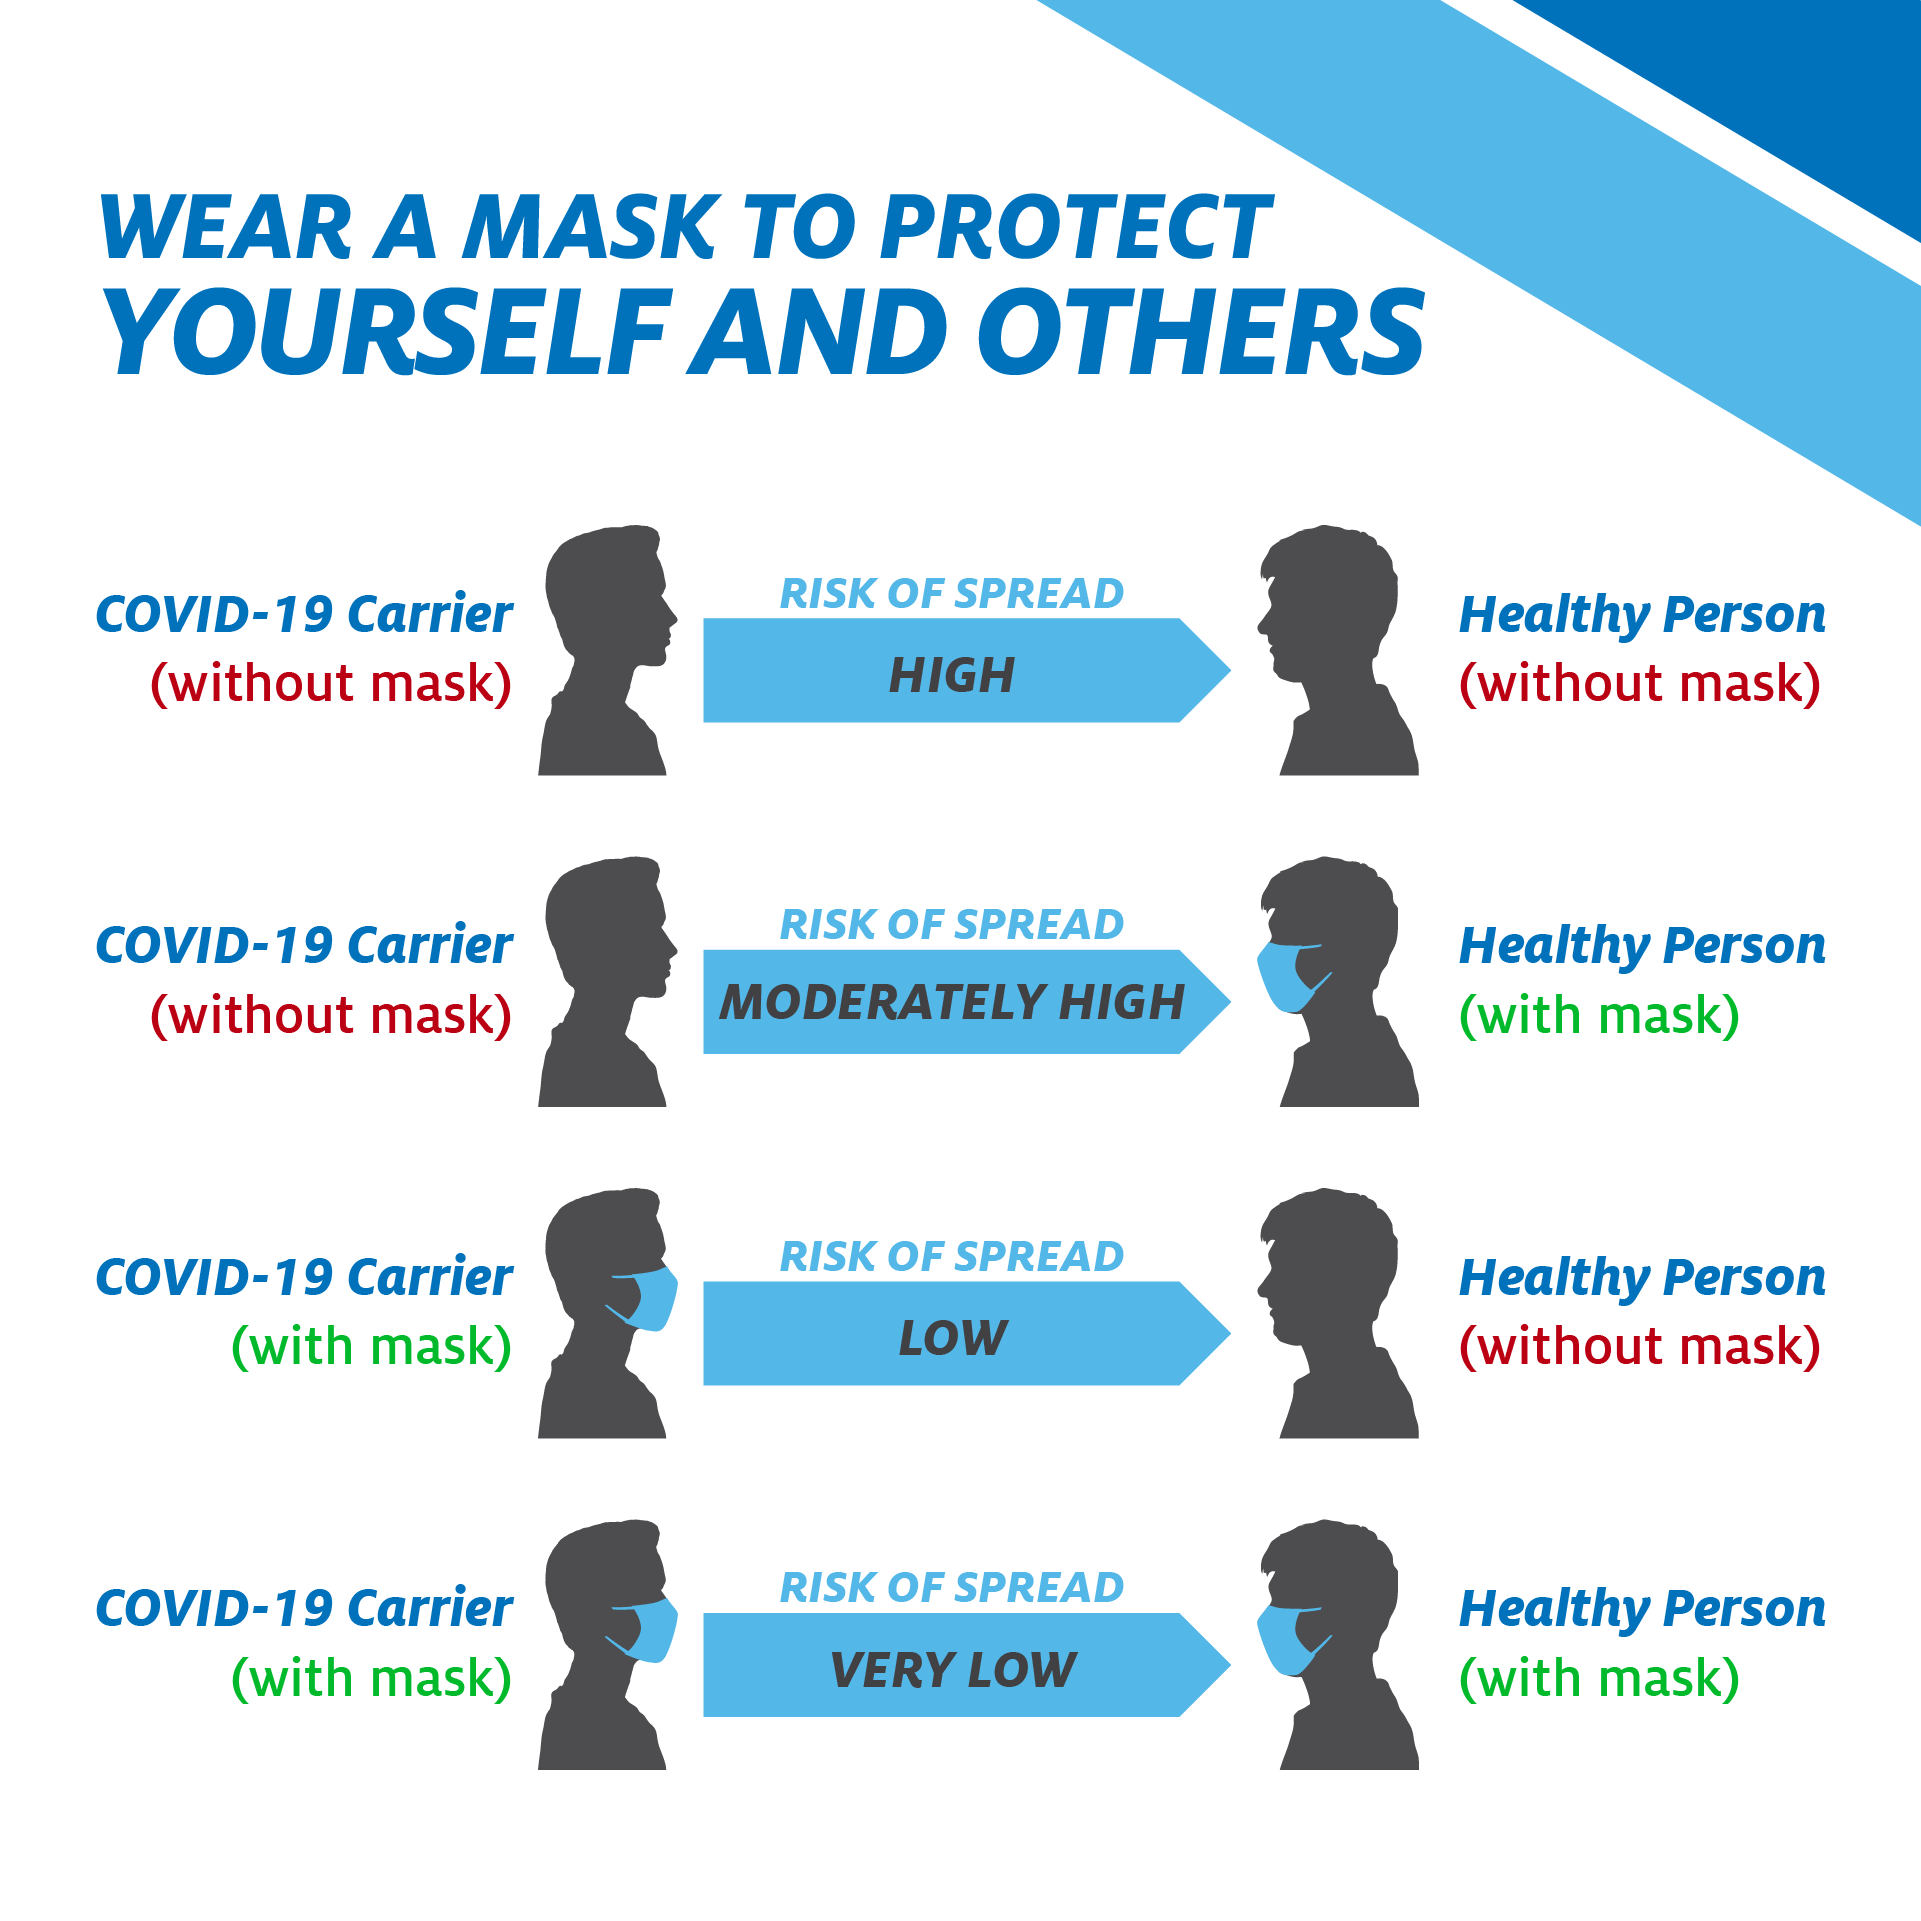 WEAR A MASK TO PROTECT
YOURSELF AND OTHERS
COVID-19 Carrier
(without mask)
RISK OF SPREAD
HIGH
Healthy Person
(without mask)
COVID-19 Carrier
(without mask)
RISK OF SPREAD
MODERATELY HIGH
Healthy Person
(with mask)
COVID-19 Carrier
(with mask)
RISK OF SPREAD
LOW
Healthy Person
(without mask)
COVID-19 Carrier
(with mask)
RISK OF SPREAD
VERY LOW
Healthy Person
(with mask)